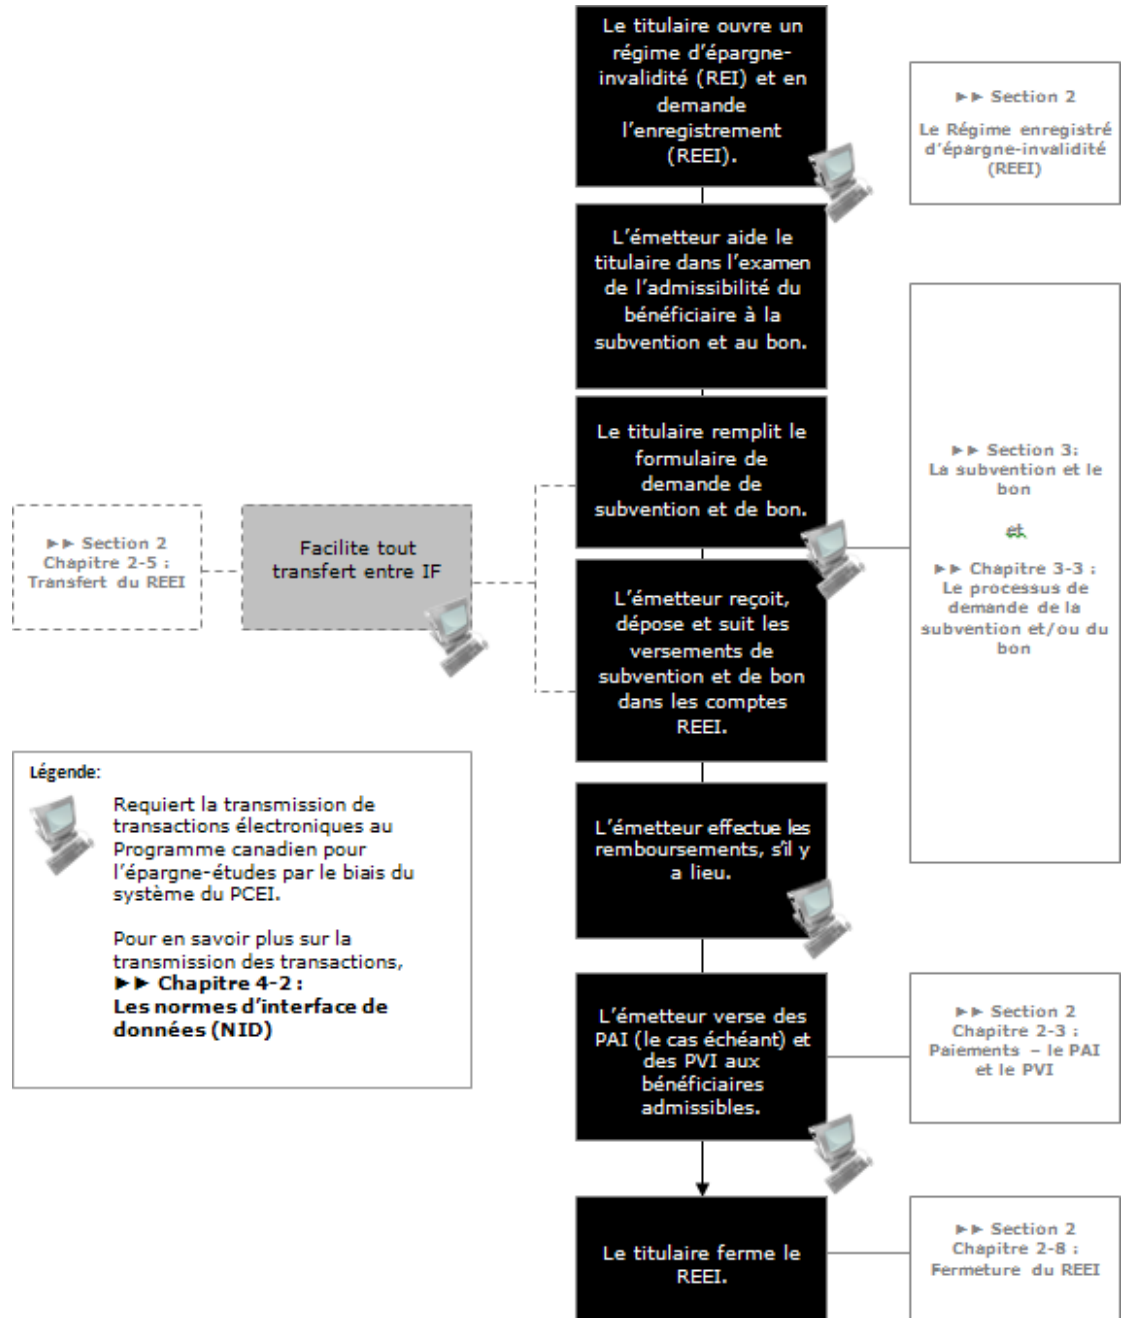 Le titulaire ouvre un
régime d'épargne-
invalidité (REI) et en
demande
l'enregistrement
(REEI).
►► Section 2
Le Régime enregistré
d'épargne-invalidité
(REEI)
L'émetteur aide le
titulaire dans l'examen
de l'admissibilité du
bénéficiaire à la
subvention et au bon.
Le titulaire remplit le
formulaire de
demande de
subvention et de bon.
►► Section 3:
La subvention et le
bon
et
►► Chapitre 3-3 :
Le processus de
demande de la
subvention et/ou du
bon
►► Section 2
Chapitre 2-5 :
Transfert du REEI
Facilite tout
transfert entre IF
L'émetteur reçoit,
dépose et suit les
versements de
subvention et de bon
dans les comptes
REEI.
Légende:
Requiert la transmission de
transactions électroniques au
Programme canadien pour
l'épargne-études par le biais du
système du PCEI.
Pour en savoir plus sur la
transmission des transactions,
►► Chapitre 4-2 :
Les normes d'interface de
données (NID)
L'émetteur effectue les
remboursements, s'il y
a lieu.
L'émetteur verse des
PAI (le cas échéant) et
des PVI aux
bénéficiaires
admissibles.
►► Section 2
Chapitre 2-3 :
Paiements – le PAI
et le PVI
Le titulaire ferme le
REEI.
►► Section 2
Chapitre 2-8 :
Fermeture du REEI